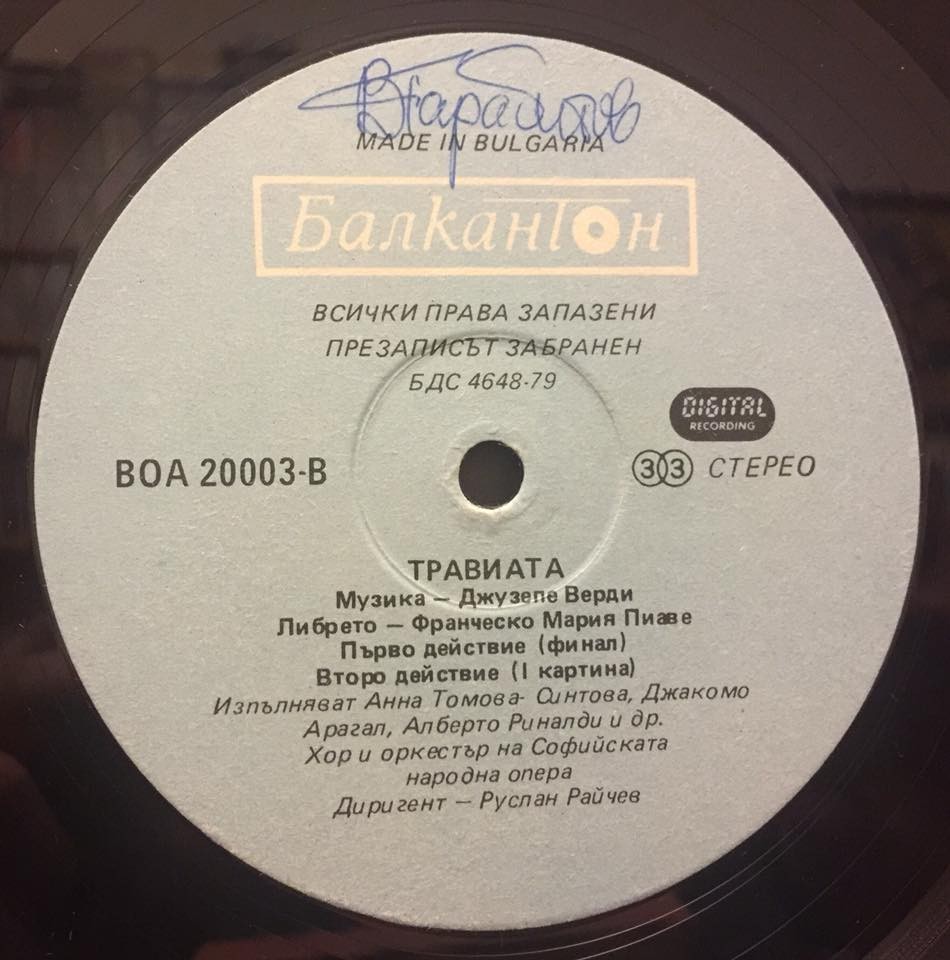 MADE IN BULGARIA
БалканТон
ВСИЧКИ ПРАВА ЗАПАЗЕНИ
ПРЕЗАПИСЪТ ЗАБРАНЕН
БДС 4648-79
DIGITAL
RECORDING
ВОА 20003-В
33 СТЕРЕО
ТРАВИАТА
Музика — Джузепе Верди
Либрето — Франческо Мария Пиаве
Първо действие (финал)
Второ действие (I картина)
Изпълняват Анна Томова- Синтова, Джакомо
Арагал, Алберто Риналди и др.
Хор и оркестър на Софийската
народна опера
Диригент — Руслан Райчев